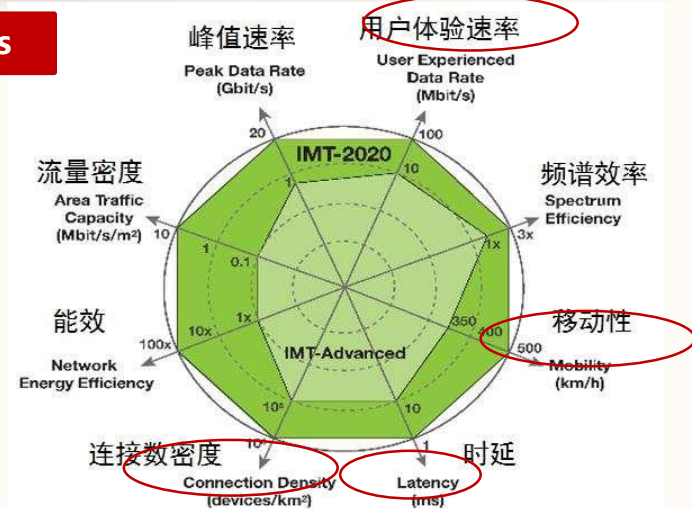 s
峰值速率
Peak Data Rate
(Gbit/s)
用户体验速率
User Experienced
Data Rate
(Mbit/s)
20
100
IMT-2020
1
10
流量密度
Area Traffic
Capacity
(Mbit/s/m²)
10
1
0.1
频谱效率
Spectrum
Efficiency
1x
3x
能效
Network
Energy Efficiency
100x
10x
1x
移动性
Mobility
(km/h)
350
400
500
IMT-Advanced
连接数密度
Connection Density
(devices/km²)
10⁵
时延
Latency
(ms)
10
1